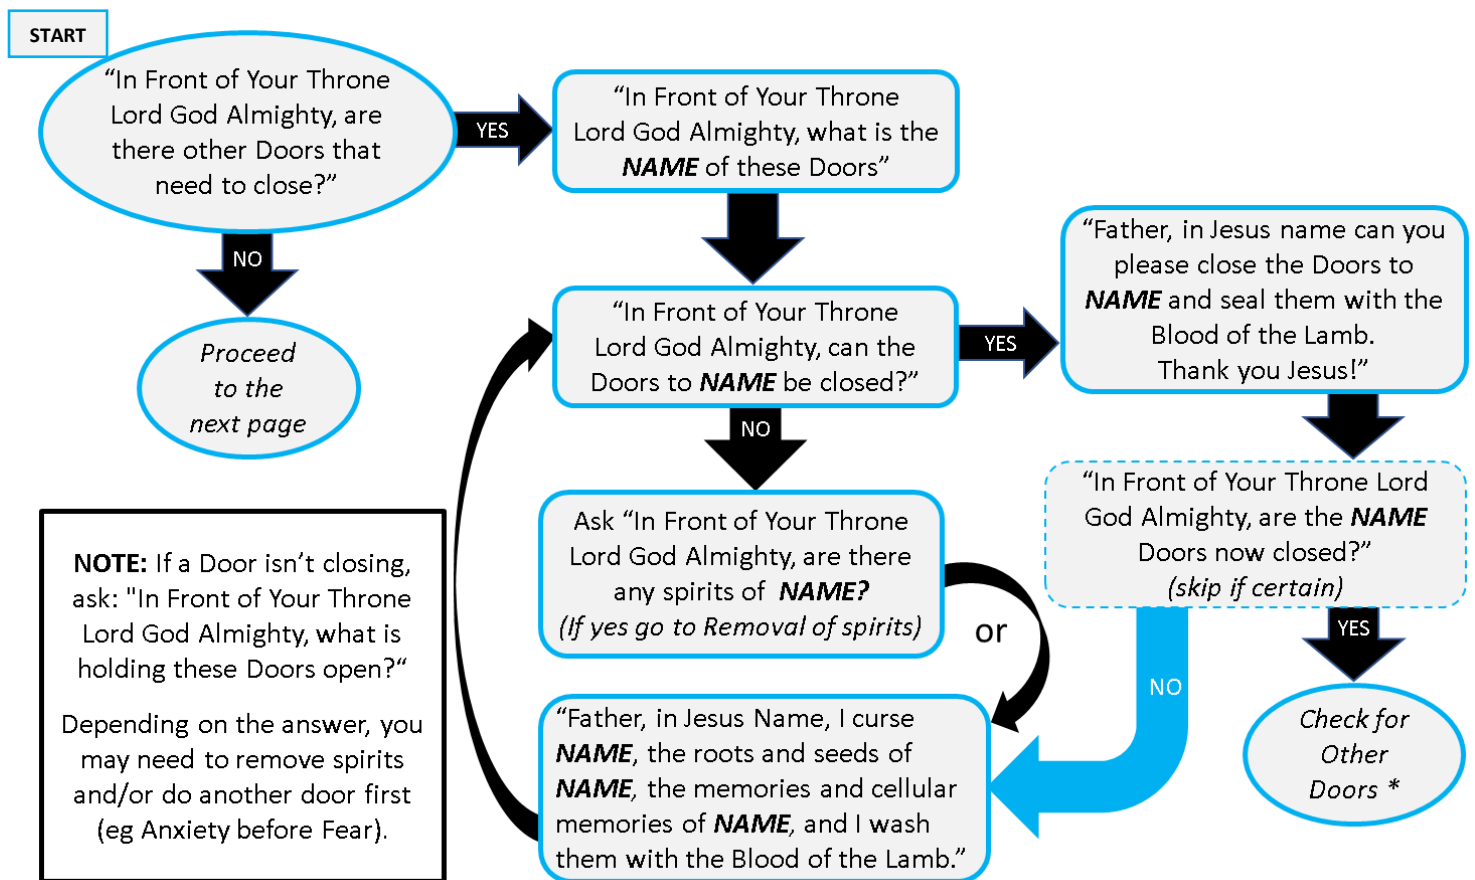 START
“In Front of Your Throne
Lord God Almighty, are
there other Doors that
need to close?”
YES
“In Front of Your Throne
Lord God Almighty, what is the
NAME of these Doors”
NO
Proceed
to the
next page
“In Front of Your Throne
Lord God Almighty, can the
Doors to NAME be closed?”
YES
“Father, in Jesus name can you
please close the Doors to
NAME and seal them with the
Blood of the Lamb.
Thank you Jesus!”
NO
Ask “In Front of Your Throne
Lord God Almighty, are there
any spirits of NAME?
(If yes go to Removal of spirits)
or
“Father, in Jesus Name, I curse
NAME, the roots and seeds of
NAME, the memories and cellular
memories of NAME, and I wash
them with the Blood of the Lamb.”
“In Front of Your Throne Lord
God Almighty, are the NAME
Doors now closed?”
(skip if certain)
NO
YES
Check for
Other
Doors *
NOTE: If a Door isn’t closing,
ask: "In Front of Your Throne
Lord God Almighty, what is
holding these Doors open?“
Depending on the answer, you
may need to remove spirits
and/or do another door first
(eg Anxiety before Fear).